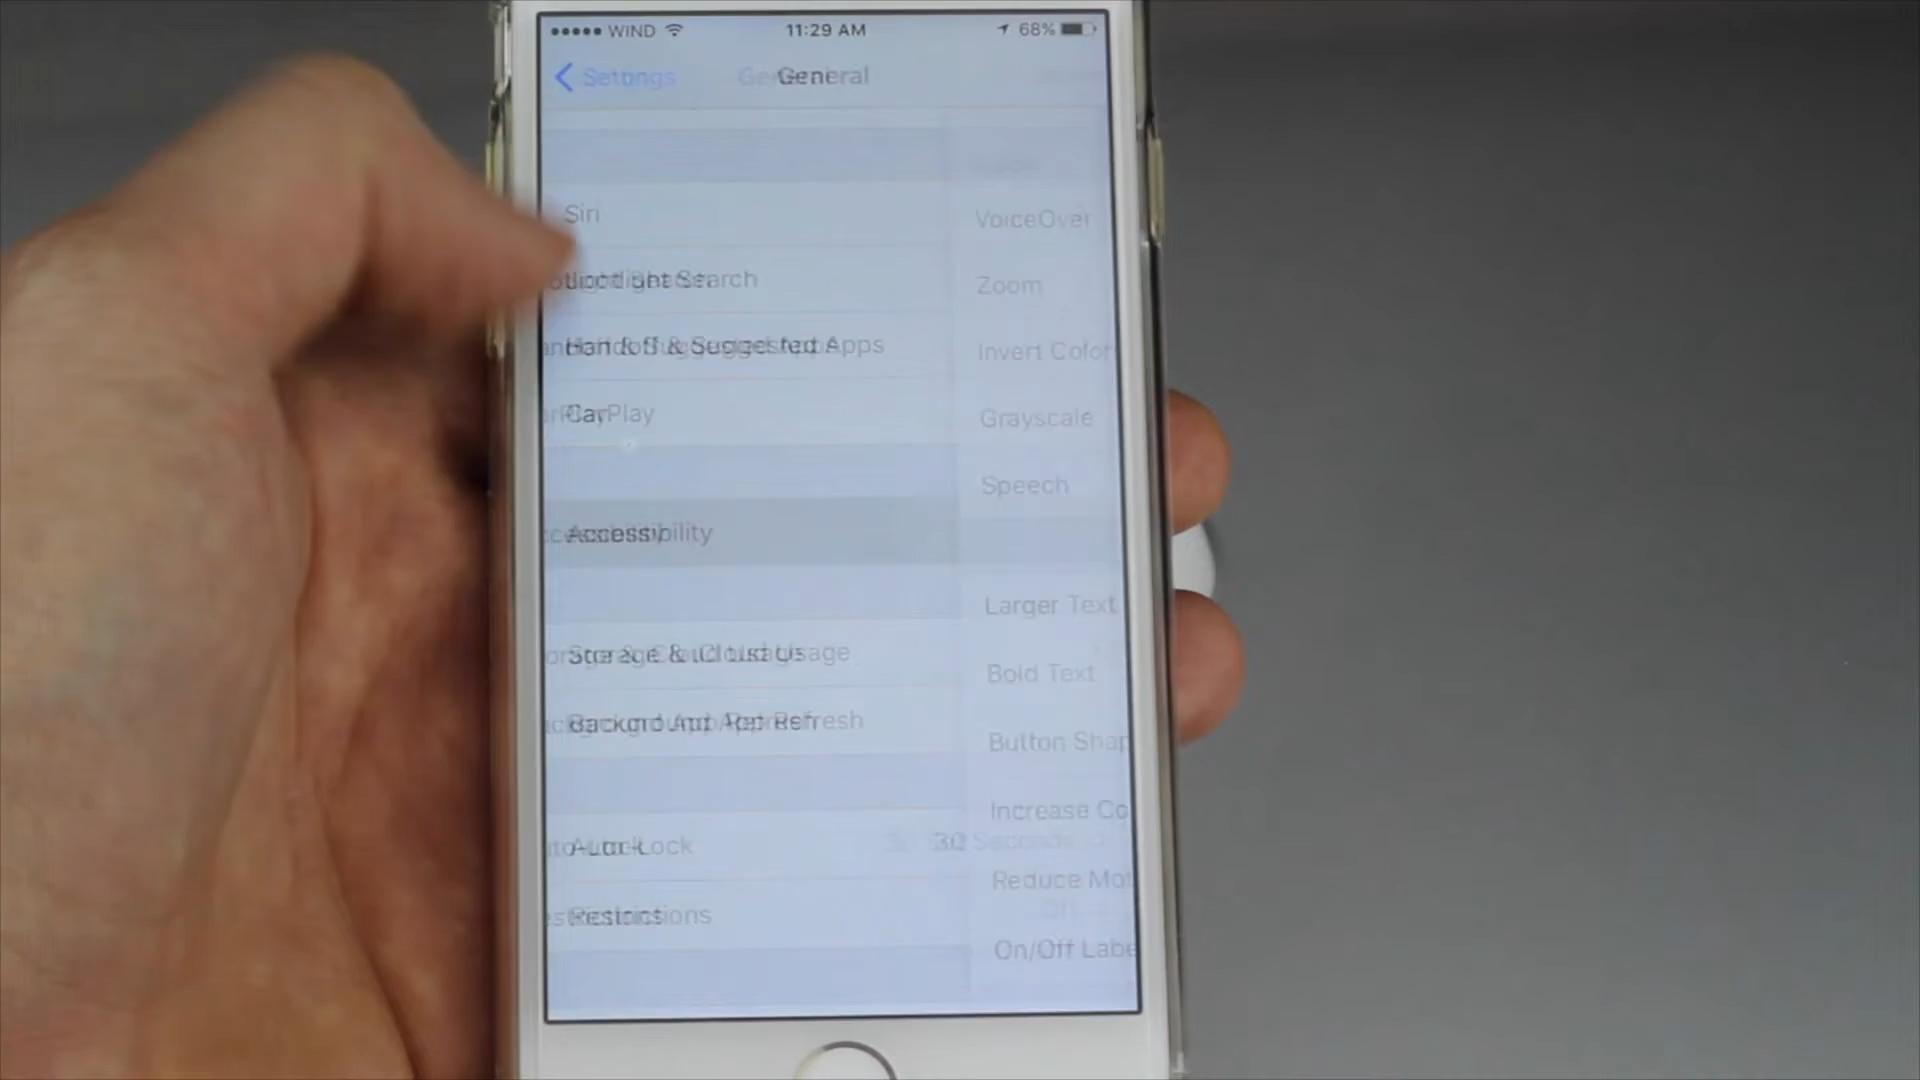 WIND 11:29 AM 68%
Settings General
Siri
Spotlight Search
Handoff & Suggested Apps
CarPlay
Accessibility
Storage & iCloud Usage
Background App Refresh
Auto-Lock
Restrictions
VoiceOver
Zoom
Invert Color
Grayscale
Speech
Larger Text
Bold Text
Button Shap
Increase Co
30 Seconds
Reduce Mot
On/Off Labe